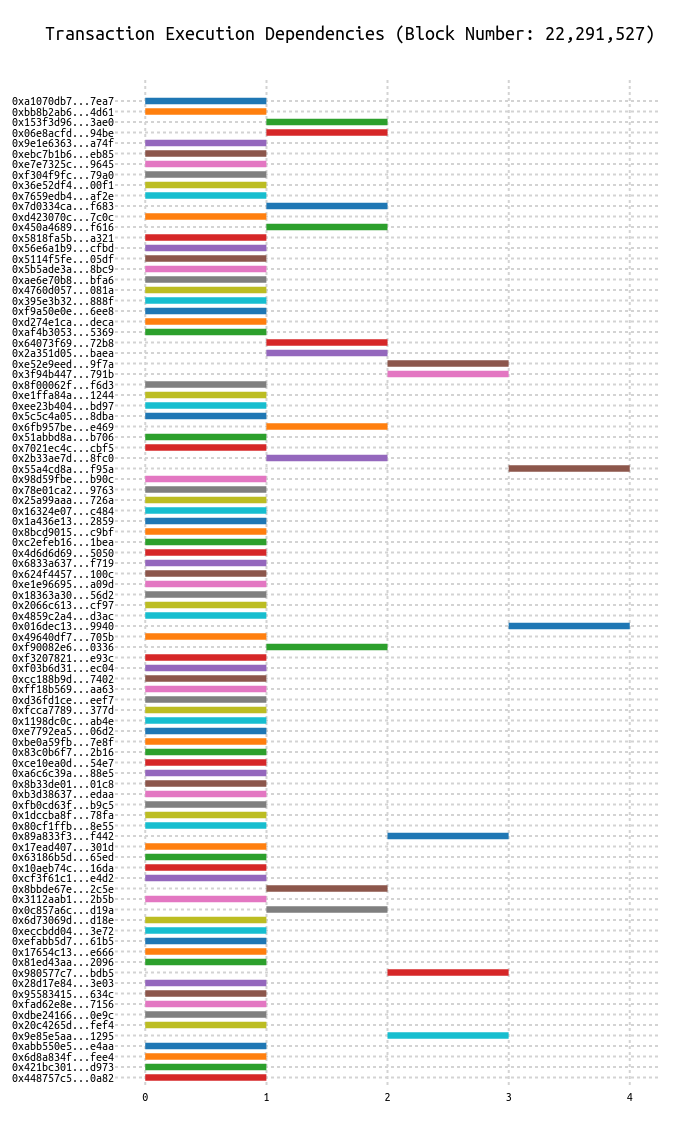 Transaction Execution Dependencies (Block Number: 22,291,527)
0xa1070db7...7ea7
0xbb8b2ab6...4d61
0x153f3d96...3ae0
0x06e8acfd...94be
0x9e1e6363...a74f
0xebc7b1b6...eb85
0xe7e7325c...9645
0xf304f9fc...79a0
0x36e52df4...00f1
0x7659edb4...af2e
0x7d0334ca...f683
0xd423070c...7c0c
0x450a4689...f616
0x5818fa5b...a321
0x56e6a1b9...cfbd
0x5114f5fe...05df
0x5b5ade3a...8bc9
0xae6e70b8...bfa6
0x4760d057...081a
0x395e3b32...888f
0xf9a50e0e...6ee8
0xd274e1ca...deca
0xaf4b3053...5369
0x64073f69...72b8
0x2a351d05...baea
0xe52e9eed...9f7a
0x3f94b447...791b
0x8f00062f...f6d3
0xe1ffa84a...1244
0xee23b404...bd97
0x5c5c4a05...8dba
0x6fb957be...e469
0x51abbd8a...b706
0x7021ec4c...cbf5
0x2b33ae7d...8fc0
0x55a4cd8a...f95a
0x98d59fbe...b90c
0x78e01ca2...9763
0x25a99aaa...726a
0x16324e07...c484
0x1a436e13...2859
0x8bcd9015...c9bf
0xc2efeb16...1bea
0x4d6d6d69...5050
0x6833a637...f719
0x624f4457...100c
0xe1e96695...a09d
0x18363a30...56d2
0x2066c613...cf97
0x4859c2a4...d3ac
0x016dec13...9940
0x49640df7...705b
0xf90082e6...0336
0xf3207821...e93c
0xf03b6d31...ec04
0xcc188b9d...7402
0xff18b569...aa63
0xd36fd1ce...eef7
0xfcca7789...377d
0x1198dc0c...ab4e
0xe7792ea5...06d2
0xbe0a59fb...7e8f
0x83c0b6f7...2b16
0xce10ea0d...54e7
0xa6c6c39a...88e5
0x8b33de01...01c8
0xb3d38637...edaa
0xfb0cd63f...b9c5
0x1dccba8f...78fa
0x80cf1ffb...8e55
0x89a833f3...f442
0x17ead407...301d
0x63186b5d...65ed
0x10aeb74c...16da
0xcf3f61c1...e4d2
0x8bbde67e...2c5e
0x3112aab1...2b5b
0x0c857a6c...d19a
0x6d73069d...d18e
0xeccbdd04...3e72
0xefabb5d7...61b5
0x17654c13...e666
0x81ed43aa...2096
0x980577c7...bdb5
0x28d17e84...3e03
0x95583415...634c
0xfad62e8e...7156
0xdbe24166...0e9c
0x20c4265d...fef4
0x9e85e5aa...1295
0xabb550e5...e4aa
0x6d8a834f...fee4
0x421bc301...d973
0x448757c5...0a82
0 1 2 3 4